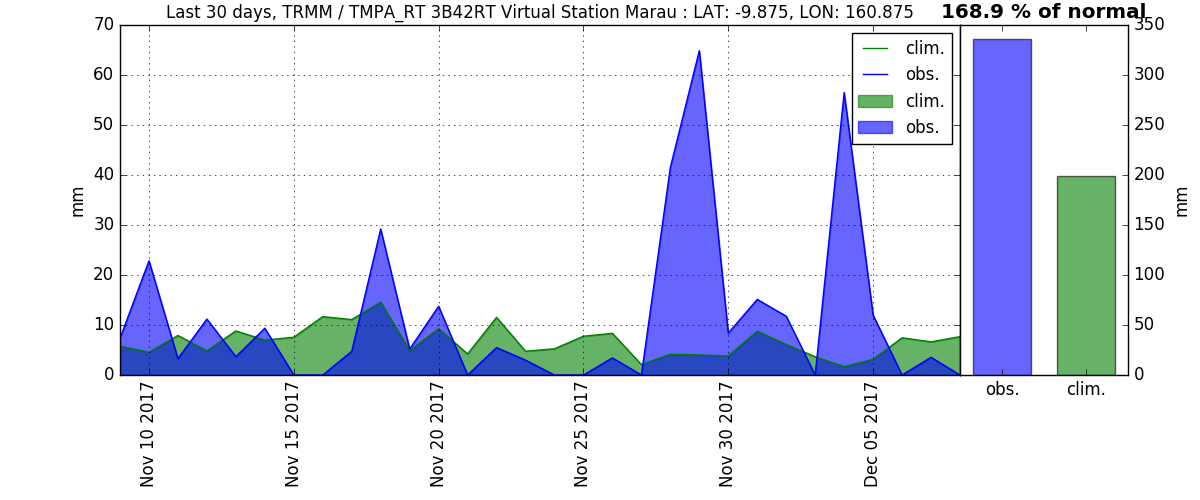 Last 30 days, TRMM / TMPA_RT 3B42RT Virtual Station Marau : LAT: -9.875, LON: 160.875
168.9 % of normal
70
60
50
40
30
20
10
0
mm
clim.
obs.
clim.
obs.
350
300
250
200
150
100
50
0
mm
Nov 10 2017
Nov 15 2017
Nov 20 2017
Nov 25 2017
Nov 30 2017
Dec 05 2017
obs.
clim.